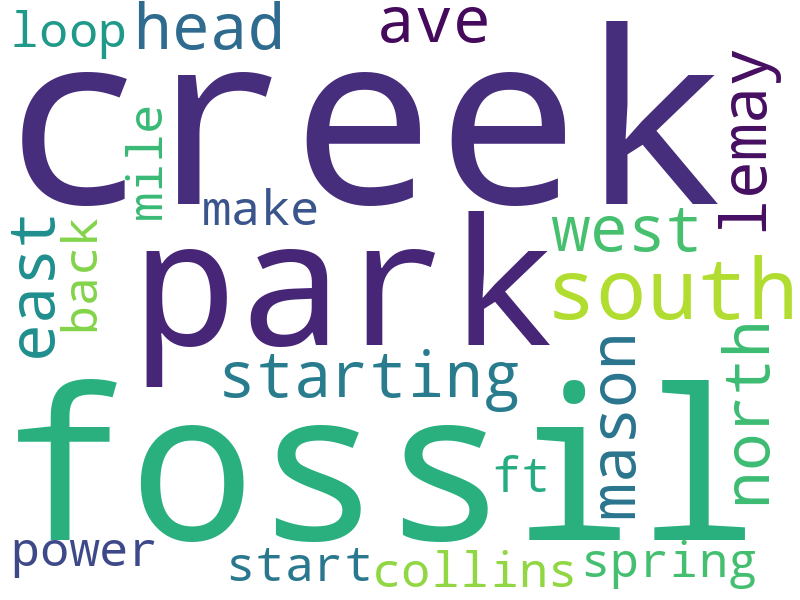 loop
head
ave
creek
mile
lemay
make
east
back
west
park
south
starting
north
mason
fossil
ft
power
start
collins
spring